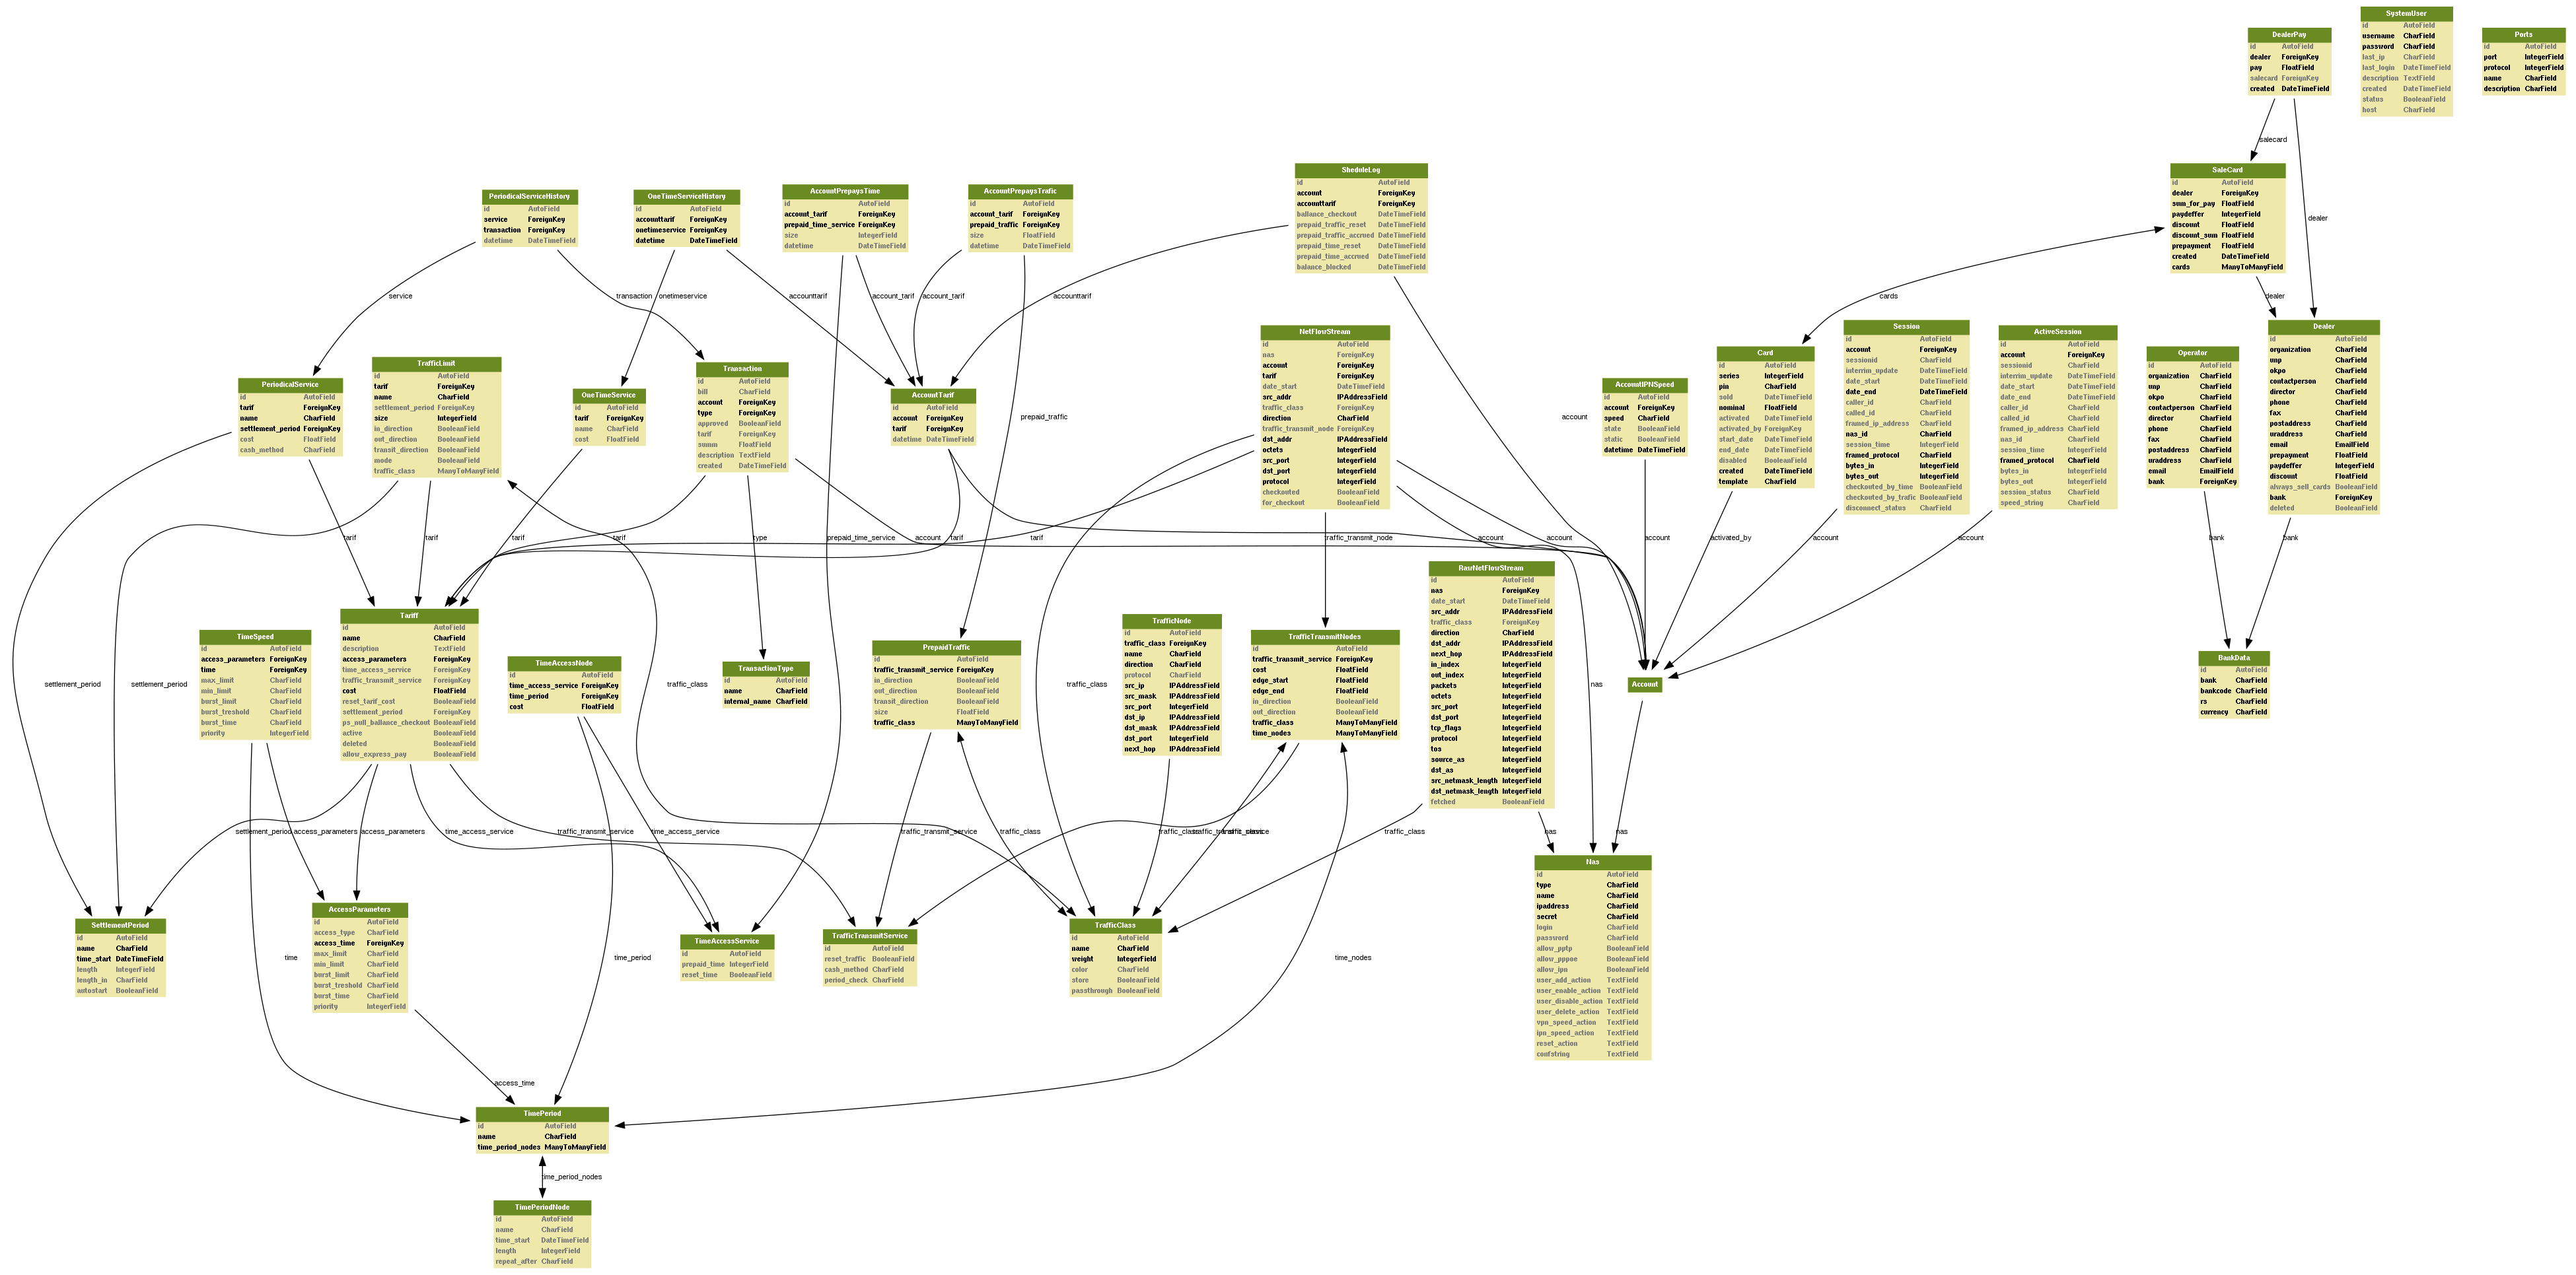 SystemUser
id AutoField
username CharField
password CharField
last_ip CharField
last_login DateTimeField
description TextField
created DateTimeField
status BooleanField
host CharField
DealerPay
id AutoField
dealer ForeignKey
pay FloatField
salecard ForeignKey
created DateTimeField
Ports
id AutoField
port IntegerField
protocol IntegerField
name CharField
description CharField
salecard
dealer
SaleCard
id AutoField
dealer ForeignKey
sum_for_pay FloatField
paydeffer IntegerField
discount FloatField
discount_sum FloatField
prepayment FloatField
created DateTimeField
cards ManyToManyField
SheduleLog
id AutoField
account ForeignKey
accounttarif ForeignKey
ballance_checkout DateTimeField
prepaid_traffic_reset DateTimeField
prepaid_traffic_accrued DateTimeField
prepaid_time_reset DateTimeField
prepaid_time_accrued DateTimeField
balance_blocked DateTimeField
PeriodicalServiceHistory
id AutoField
service ForeignKey
transaction ForeignKey
datetime DateTimeField
OneTimeServiceHistory
id AutoField
accounttarif ForeignKey
onetimeservice ForeignKey
datetime DateTimeField
AccountPrepaysTime
id AutoField
account_tarif ForeignKey
prepaid_time_service ForeignKey
size IntegerField
datetime DateTimeField
AccountPrepaysTrafic
id AutoField
account_tarif ForeignKey
prepaid_traffic ForeignKey
size FloatField
datetime DateTimeField
service
transaction
onetimeservice
accounttarif
account_tarif
account_tarif
accounttarif
cards
dealer
PeriodicalService
id AutoField
tarif ForeignKey
name CharField
settlement_period ForeignKey
cost FloatField
cash_method CharField
TrafficLimit
id AutoField
tarif ForeignKey
name CharField
settlement_period ForeignKey
size IntegerField
in_direction BooleanField
out_direction BooleanField
transit_direction BooleanField
mode BooleanField
traffic_class ManyToManyField
OneTimeService
id AutoField
tarif ForeignKey
name CharField
cost FloatField
Transaction
id AutoField
bill CharField
account ForeignKey
type ForeignKey
approved BooleanField
tarif ForeignKey
summ FloatField
description TextField
created DateTimeField
AccountTarif
id AutoField
account ForeignKey
tarif ForeignKey
datetime DateTimeField
prepaid_traffic
NetFlowStream
id AutoField
nas ForeignKey
account ForeignKey
tarif ForeignKey
date_start DateTimeField
src_addr IPAddressField
traffic_class ForeignKey
direction CharField
traffic_transmit_node ForeignKey
dst_addr IPAddressField
octets IntegerField
src_port IntegerField
dst_port IntegerField
protocol IntegerField
checkouted BooleanField
for_checkout BooleanField
account
AccountIPNSpeed
id AutoField
account ForeignKey
speed CharField
state BooleanField
static BooleanField
datetime DateTimeField
Card
id AutoField
series IntegerField
pin CharField
sold DateTimeField
nominal FloatField
activated DateTimeField
activated_by ForeignKey
start_date DateTimeField
end_date DateTimeField
disabled BooleanField
created DateTimeField
template CharField
Session
id AutoField
account ForeignKey
sessionid CharField
interrim_update DateTimeField
date_start DateTimeField
date_end DateTimeField
caller_id CharField
called_id CharField
framed_ip_address CharField
nas_id CharField
session_time IntegerField
framed_protocol CharField
bytes_in IntegerField
bytes_out IntegerField
checkouted_by_time BooleanField
checkouted_by_trafic BooleanField
disconnect_status CharField
ActiveSession
id AutoField
account ForeignKey
sessionid CharField
interrim_update DateTimeField
date_start DateTimeField
date_end DateTimeField
caller_id CharField
called_id CharField
framed_ip_address CharField
nas_id CharField
session_time IntegerField
framed_protocol CharField
bytes_in IntegerField
bytes_out IntegerField
session_status CharField
speed_string CharField
Operator
id AutoField
organization CharField
unp CharField
okpo CharField
contactperson CharField
director CharField
phone CharField
fax CharField
postaddress CharField
uraddress CharField
email EmailField
bank ForeignKey
Dealer
id AutoField
organization CharField
unp CharField
okpo CharField
contactperson CharField
director CharField
phone CharField
fax CharField
postaddress CharField
uraddress CharField
email EmailField
prepayment FloatField
paydeffer IntegerField
discount FloatField
always_sell_cards BooleanField
bank ForeignKey
deleted BooleanField
tarif
tarif
tarif
tarif
type
prepaid_time_service
account
tarif
tarif
traffic_transmit_node
account
account
account
activated_by
account
account
bank
bank
Tariff
id AutoField
name CharField
description TextField
access_parameters ForeignKey
time_access_service ForeignKey
traffic_transmit_service ForeignKey
cost FloatField
reset_tarif_cost BooleanField
settlement_period ForeignKey
ps_null_ballance_checkout BooleanField
active BooleanField
deleted BooleanField
allow_express_pay BooleanField
TimeSpeed
id AutoField
access_parameters ForeignKey
time ForeignKey
max_limit CharField
min_limit CharField
burst_limit CharField
burst_treshold CharField
burst_time CharField
priority IntegerField
TimeAccessNode
id AutoField
time_access_service ForeignKey
time_period ForeignKey
cost FloatField
TransactionType
id AutoField
name CharField
internal_name CharField
PrepaidTraffic
id AutoField
traffic_transmit_service ForeignKey
in_direction BooleanField
out_direction BooleanField
transit_direction BooleanField
size FloatField
traffic_class ManyToManyField
TrafficNode
id AutoField
traffic_class ForeignKey
name CharField
direction CharField
protocol CharField
src_ip IPAddressField
src_mask IPAddressField
src_port IntegerField
dst_ip IPAddressField
dst_mask IPAddressField
dst_port IntegerField
next_hop IPAddressField
TrafficTransmitNodes
id AutoField
traffic_transmit_service ForeignKey
cost FloatField
edge_start FloatField
edge_end FloatField
in_direction BooleanField
out_direction BooleanField
traffic_class ManyToManyField
time_nodes ManyToManyField
RawNetFlowStream
id AutoField
nas ForeignKey
date_start DateTimeField
src_addr IPAddressField
traffic_class ForeignKey
direction CharField
dst_addr IPAddressField
next_hop IPAddressField
in_index IntegerField
out_index IntegerField
packets IntegerField
octets IntegerField
src_port IntegerField
dst_port IntegerField
tcp_flags IntegerField
protocol IntegerField
tos IntegerField
source_as IntegerField
dst_as IntegerField
src_netmask_length IntegerField
dst_netmask_length IntegerField
fetched BooleanField
Account
BankData
id AutoField
bank CharField
bankcode CharField
rs CharField
currency CharField
settlement_period
settlement_period
traffic_class
traffic_class
nas
settlement_period
access_parameters
access_parameters
time_access_service
traffic_transmit_service
time_access_service
traffic_transmit_service
traffic_class
traffic_class
traffic_transmit_service
traffic_class
traffic_class
nas
nas
SettlementPeriod
id AutoField
name CharField
time_start DateTimeField
length IntegerField
length_in CharField
autostart BooleanField
AccessParameters
id AutoField
access_type CharField
access_time ForeignKey
max_limit CharField
min_limit CharField
burst_limit CharField
burst_treshold CharField
burst_time CharField
priority IntegerField
TimeAccessService
id AutoField
prepaid_time IntegerField
reset_time BooleanField
TrafficTransmitService
id AutoField
reset_traffic BooleanField
cash_method CharField
period_check CharField
TrafficClass
id AutoField
name CharField
weight IntegerField
color CharField
store BooleanField
passthrough BooleanField
Nas
id AutoField
type CharField
name CharField
ipaddress CharField
secret CharField
login CharField
password CharField
allow_pptp BooleanField
allow_pppoe BooleanField
allow_ipn BooleanField
user_add_action TextField
user_enable_action TextField
user_disable_action TextField
user_delete_action TextField
vpn_speed_action TextField
ipn_speed_action TextField
reset_action TextField
confstring TextField
time
time_period
time_nodes
access_time
TimePeriod
id AutoField
name CharField
time_period_nodes ManyToManyField
time_period_nodes
TimePeriodNode
id AutoField
name CharField
time_start DateTimeField
length IntegerField
repeat_after CharField